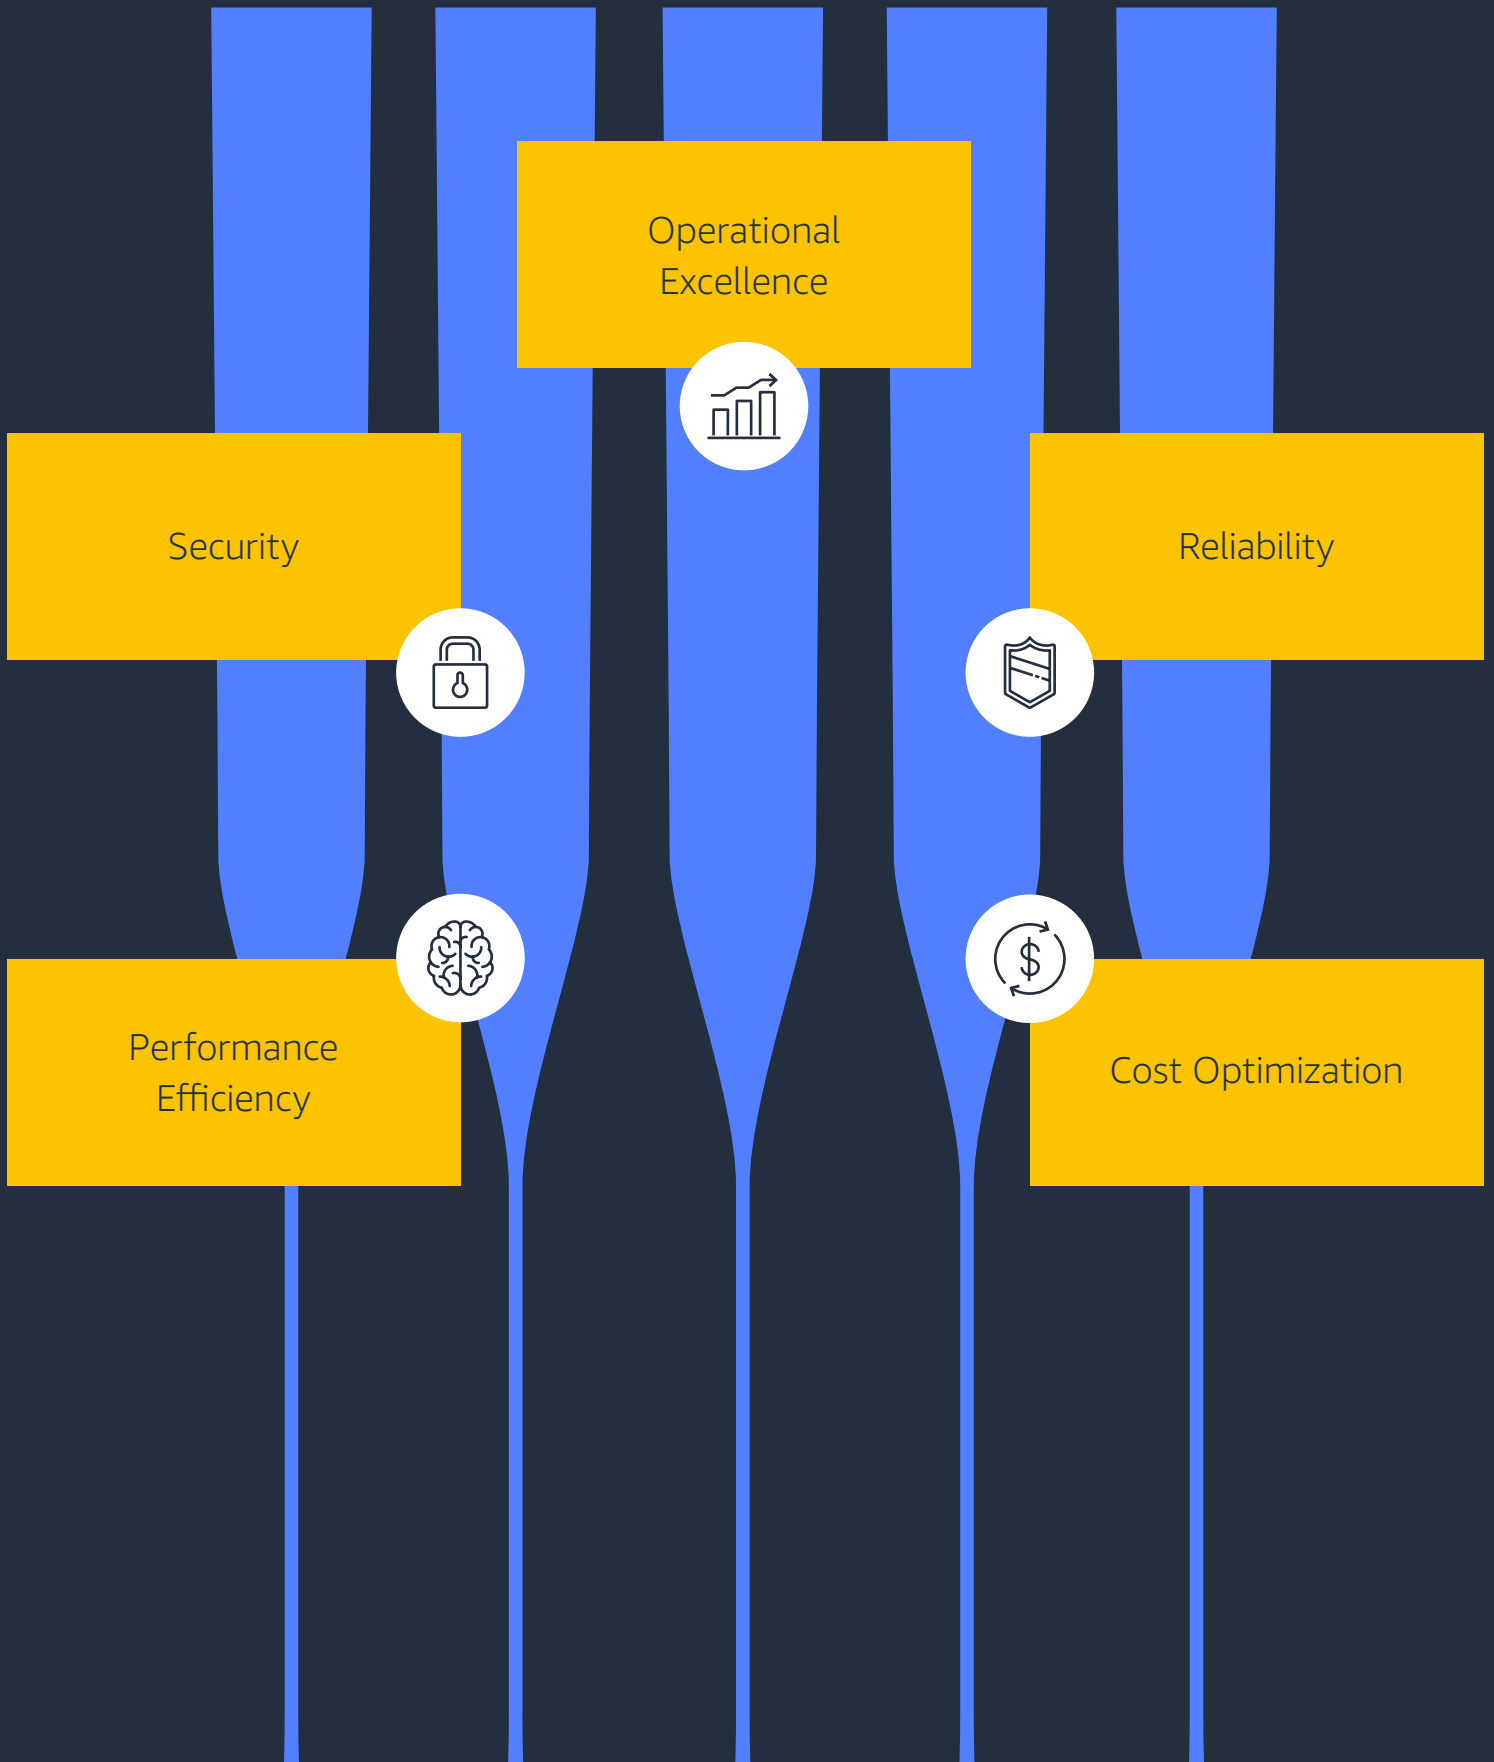 Operational
Excellence
Security
Reliability
Performance
Efficiency
Cost Optimization